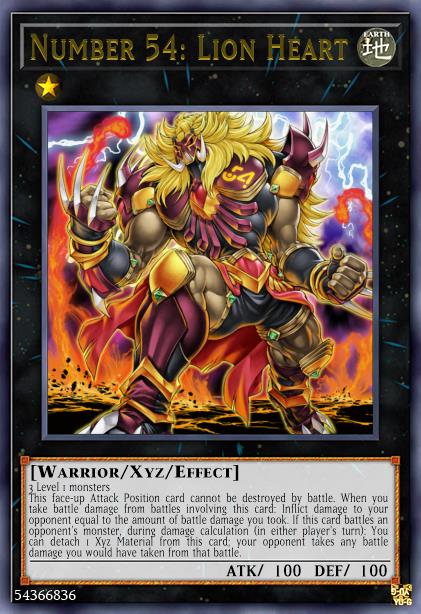 NUMBER 54: LION HEART
EARTH
地
54
[WARRIOR/XYZ/EFFECT]
3 Level 1 monsters
This face-up Attack Position card cannot be destroyed by battle. When you
take battle damage from battles involving this card: Inflict damage to your
opponent equal to the amount of battle damage you took. If this card battles an
opponent's monster, during damage calculation (in either player's turn): You
can detach 1 Xyz Material from this card; your opponent takes any battle
damage you would have taken from that battle.
ATK/ 100 DEF/ 100
54366836